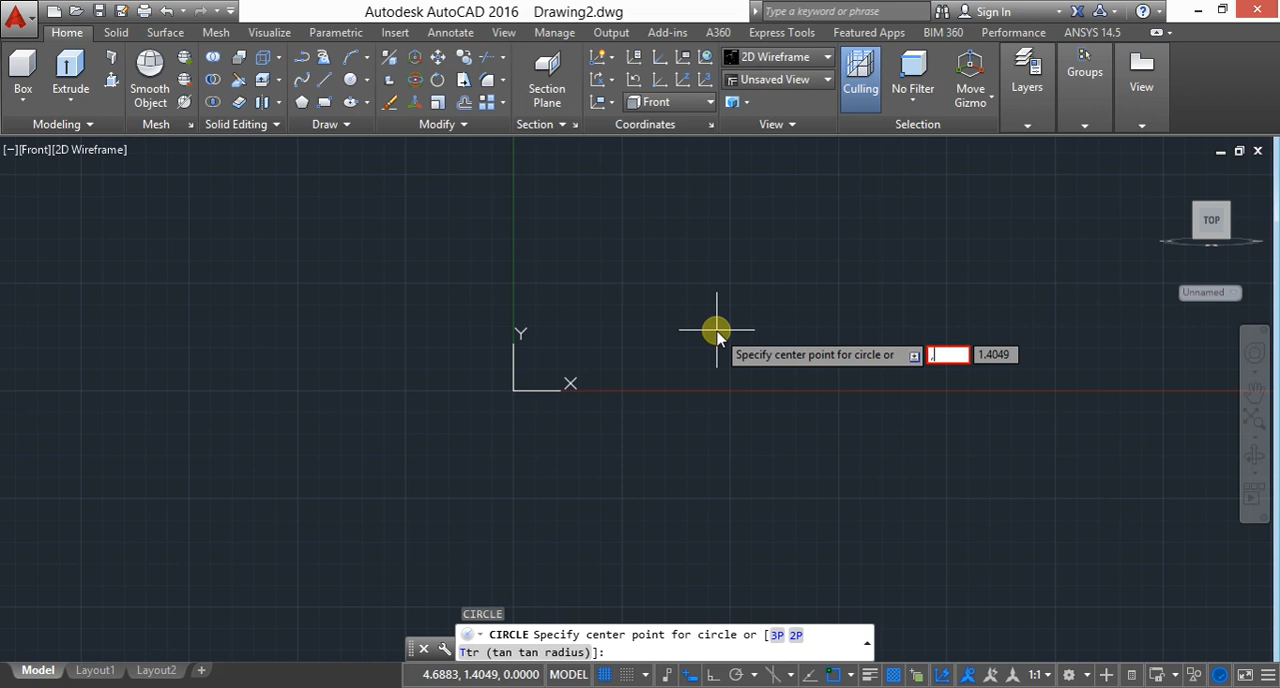 Autodesk AutoCAD 2016 Drawing2.dwg
Type a keyword or phrase
Sign In
Home Solid Surface Mesh Visualize Parametric Insert Annotate View Manage Output Add-ins A360 Express Tools Featured Apps BIM 360 Performance ANSYS 14.5
Box
Extrude
Smooth
Object
Section
Plane
2D Wireframe
Unsaved View
Front
Culling
No Filter
Move
Gizmo
Layers
Groups
View
Modeling
Mesh
Solid Editing
Draw
Modify
Section
Coordinates
View
Selection
[−][Front][2D Wireframe]
TOP
Unnamed
Y
X
Specify center point for circle or , 1.4049
CIRCLE
CIRCLE Specify center point for circle or [3P 2P
Ttr (tan tan radius)]:
Model Layout1 Layout2 +
4.6883, 1.4049, 0.0000 MODEL 1:1